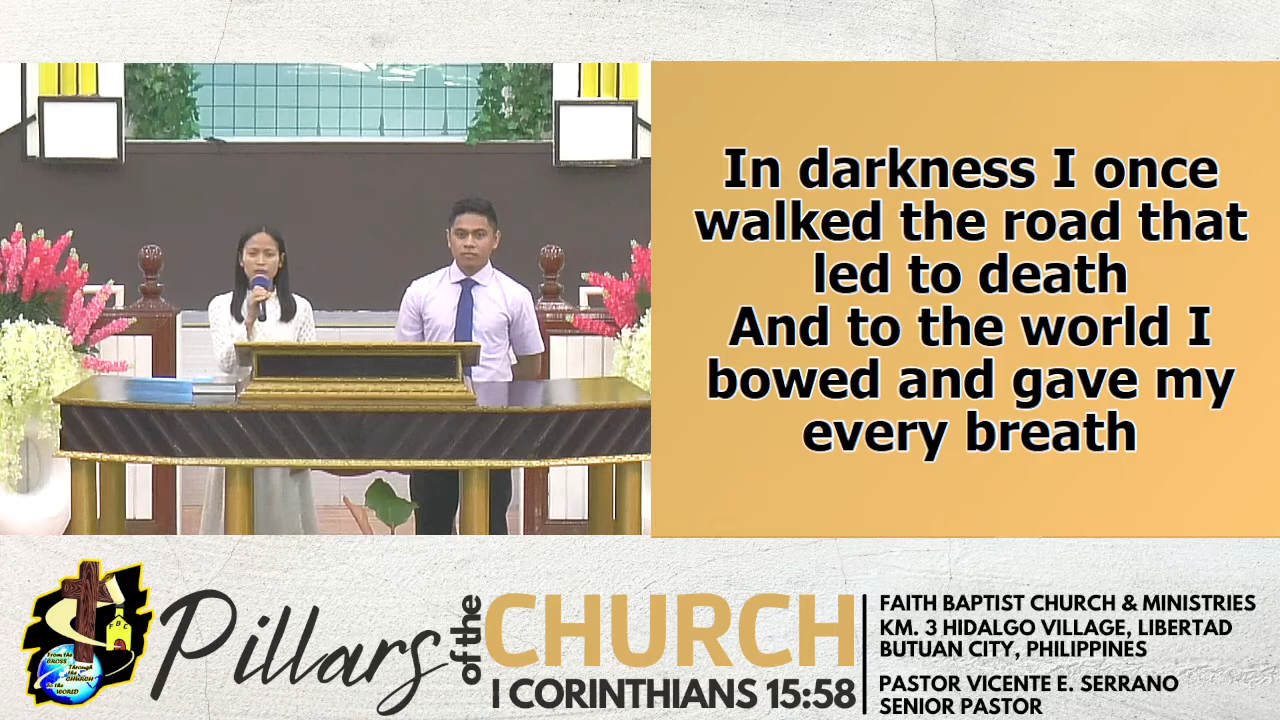 In darkness I once
walked the road that
led to death
And to the world I
bowed and gave my
every breath
From the
CROSS
Through
the
CHURCH
to the
WORLD
F B C
Pillars
of the
CHURCH
1 CORINTHIANS 15:58
FAITH BAPTIST CHURCH & MINISTRIES
KM. 3 HIDALGO VILLAGE, LIBERTAD
BUTUAN CITY, PHILIPPINES
PASTOR VICENTE E. SERRANO
SENIOR PASTOR